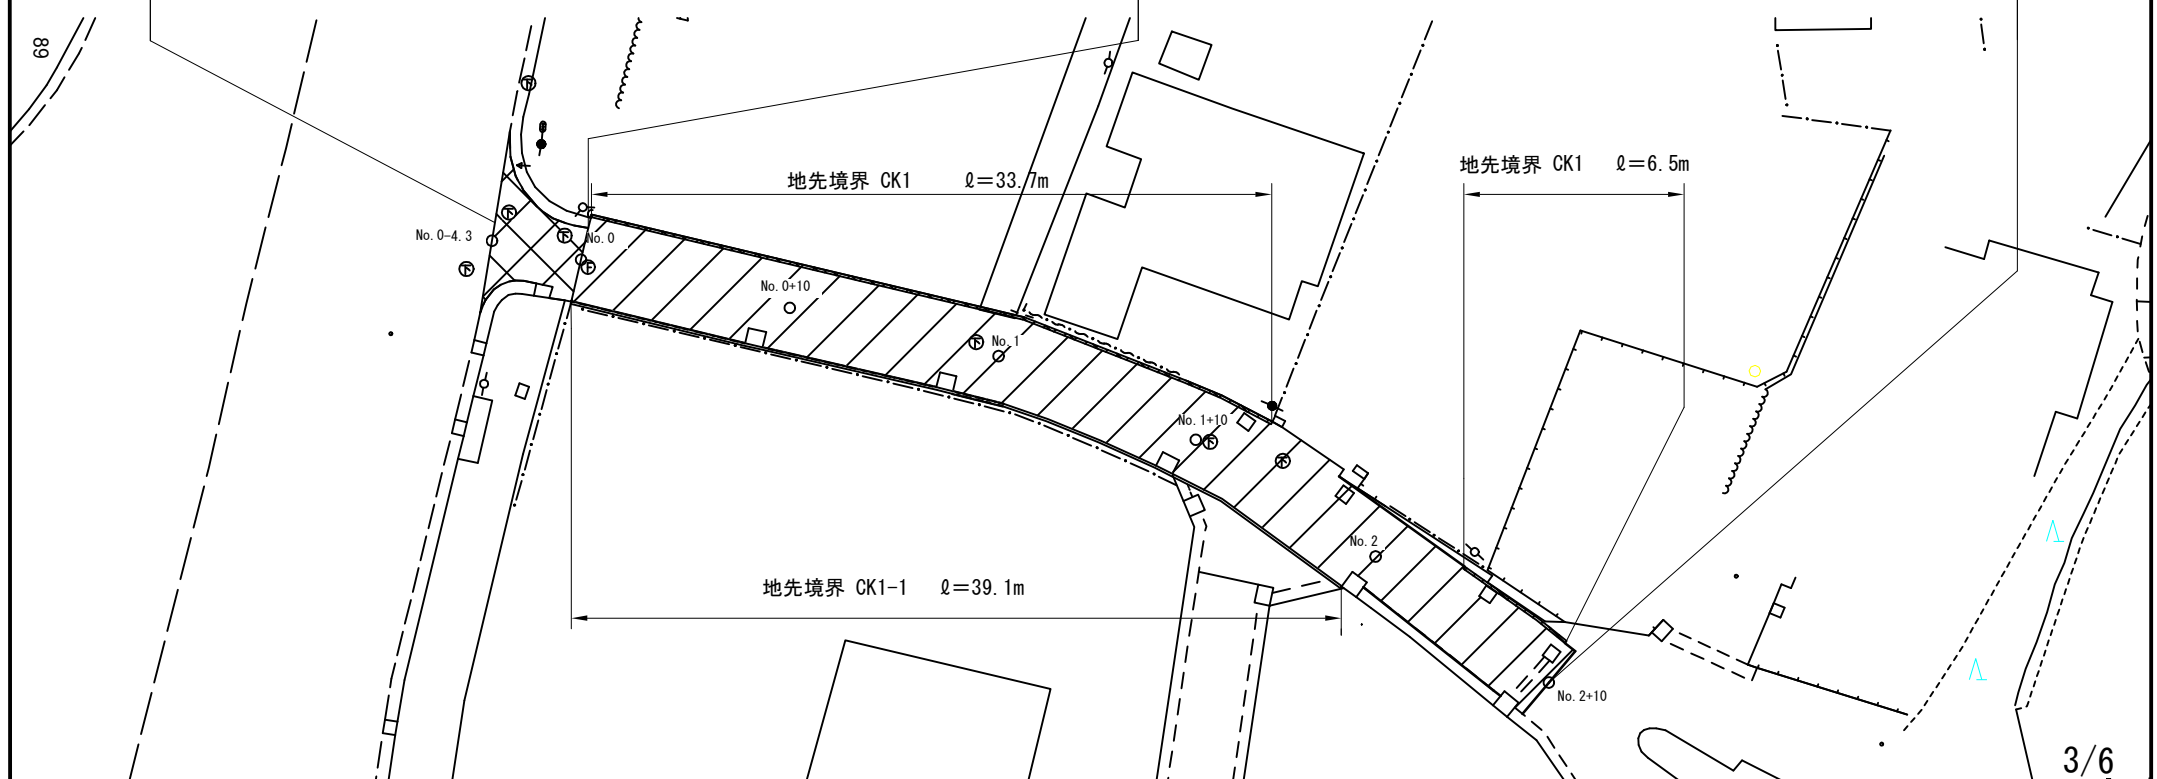 89
地先境界 CK1 ℓ=33.7m
地先境界 CK1 ℓ=6.5m
No.0-4.3
No.0
No.0+10
No.1
No.1+10
No.2
地先境界 CK1-1 ℓ=39.1m
No.2+10
3/6